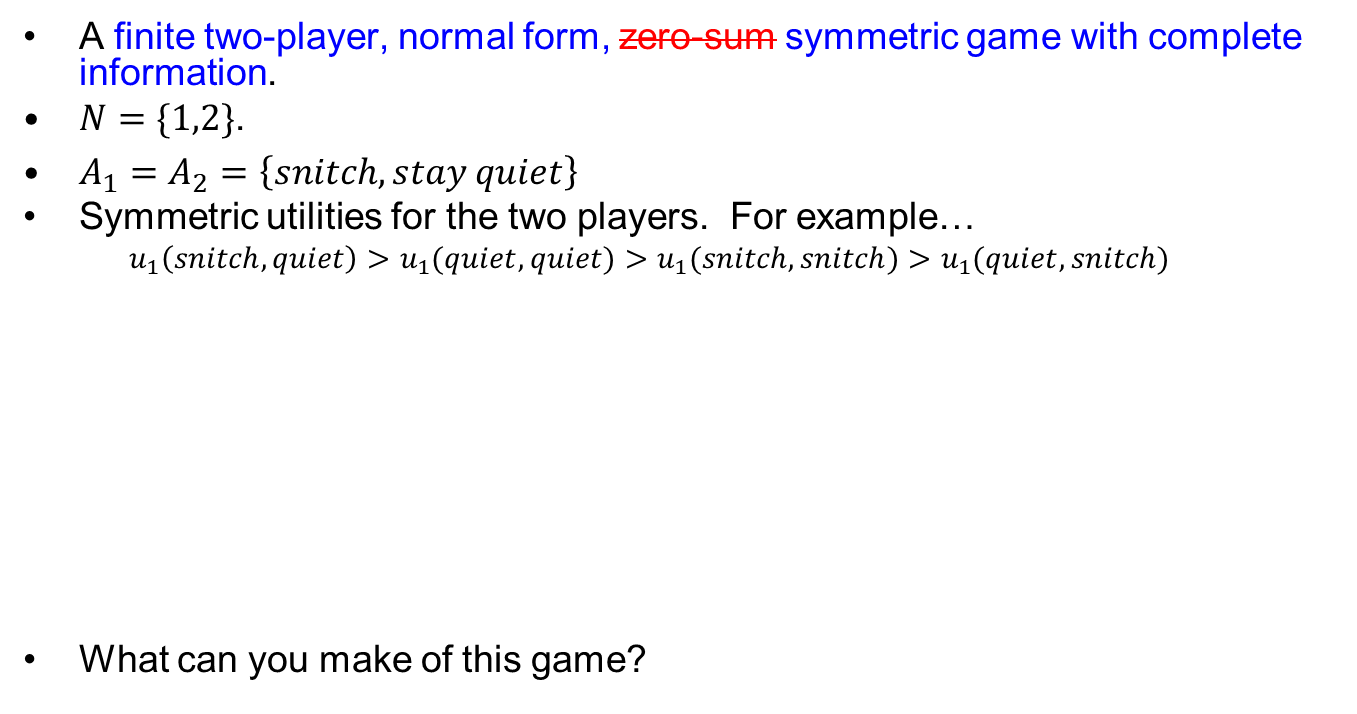 • A finite two-player, normal form, zero-sum symmetric game with complete
information.
• N = {1,2}.
• A₁ = A₂ = {snitch, stay quiet}
• Symmetric utilities for the two players. For example…
u₁(snitch, quiet) > u₁(quiet, quiet) > u₁(snitch, snitch) > u₁(quiet, snitch)
• What can you make of this game?